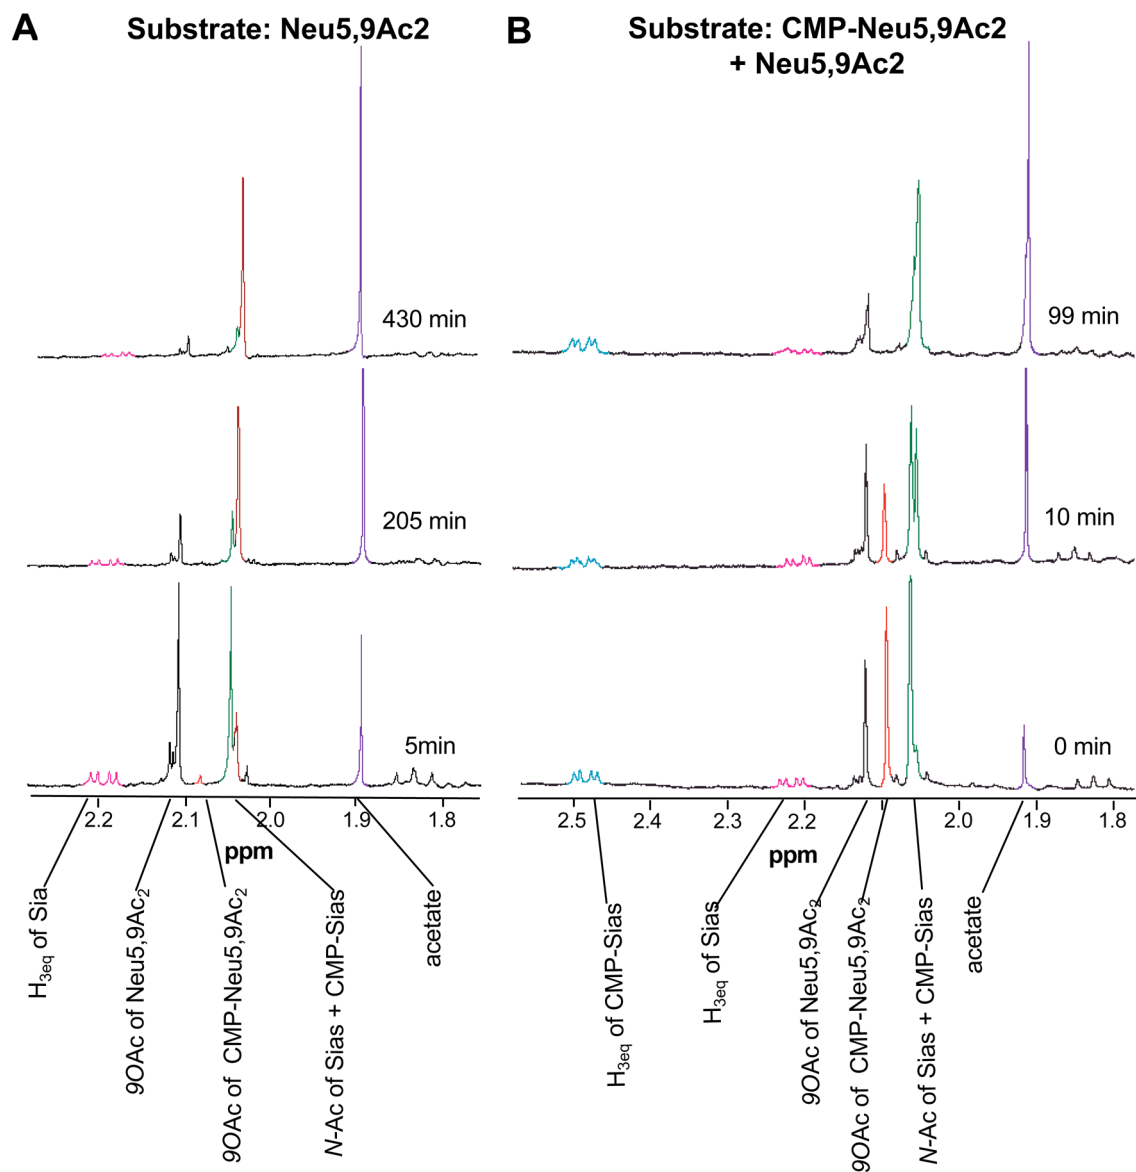 A
Substrate: Neu5,9Ac2
B
Substrate: CMP-Neu5,9Ac2
+ Neu5,9Ac2
430 min
205 min
5min
2.2
2.1
2.0
1.9
1.8
ppm
H3eq of Sia
9OAc of Neu5,9Ac2
9OAc of CMP-Neu5,9Ac2
N-Ac of Sias + CMP-Sias
acetate
99 min
10 min
0 min
2.5
2.4
2.3
2.2
2.0
1.9
1.8
ppm
H3eq of CMP-Sias
H3eq of Sias
9OAc of Neu5,9Ac2
9OAc of CMP-Neu5,9Ac2
N-Ac of Sias + CMP-Sias
acetate